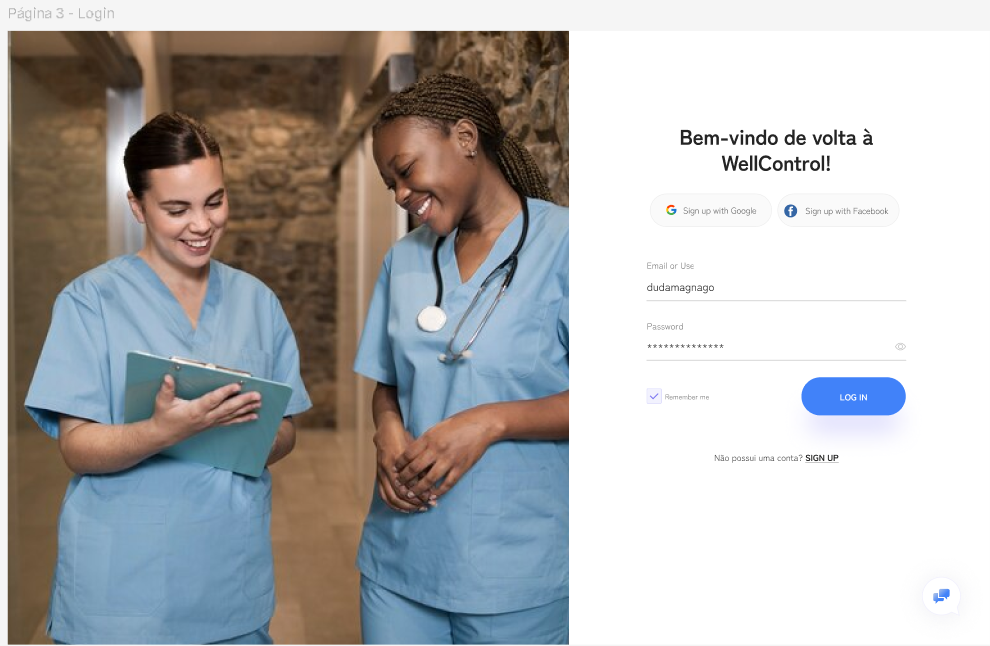 Página 3 - Login
Bem-vindo de volta à
WellControl!
Sign up with Google
Sign up with Facebook
Email or Use
dudamagnago
Password
**************
Remember me
LOG IN
Não possui uma conta? SIGN UP